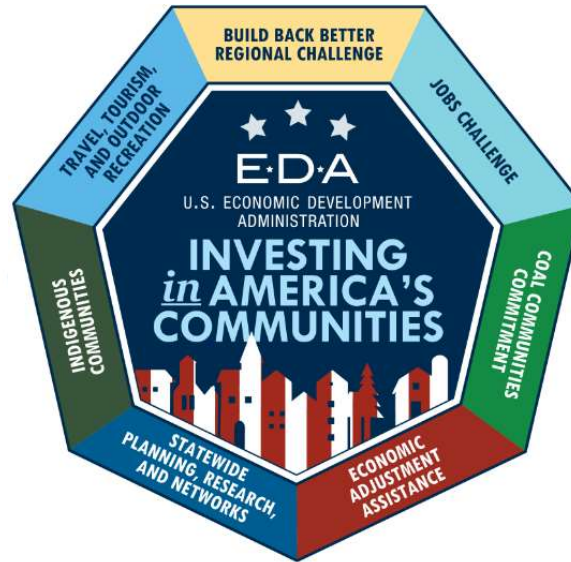 BUILD BACK BETTER
REGIONAL CHALLENGE
JOBS CHALLENGE
COAL COMMUNITIES
COMMITMENT
ECONOMIC
ADJUSTMENT
ASSISTANCE
STATEWIDE
PLANNING, RESEARCH,
AND NETWORKS
INDIGENOUS
COMMUNITIES
TRAVEL, TOURISM,
AND OUTDOOR
RECREATION
E★D★A
U.S. ECONOMIC DEVELOPMENT
ADMINISTRATION
INVESTING
in AMERICA'S
COMMUNITIES